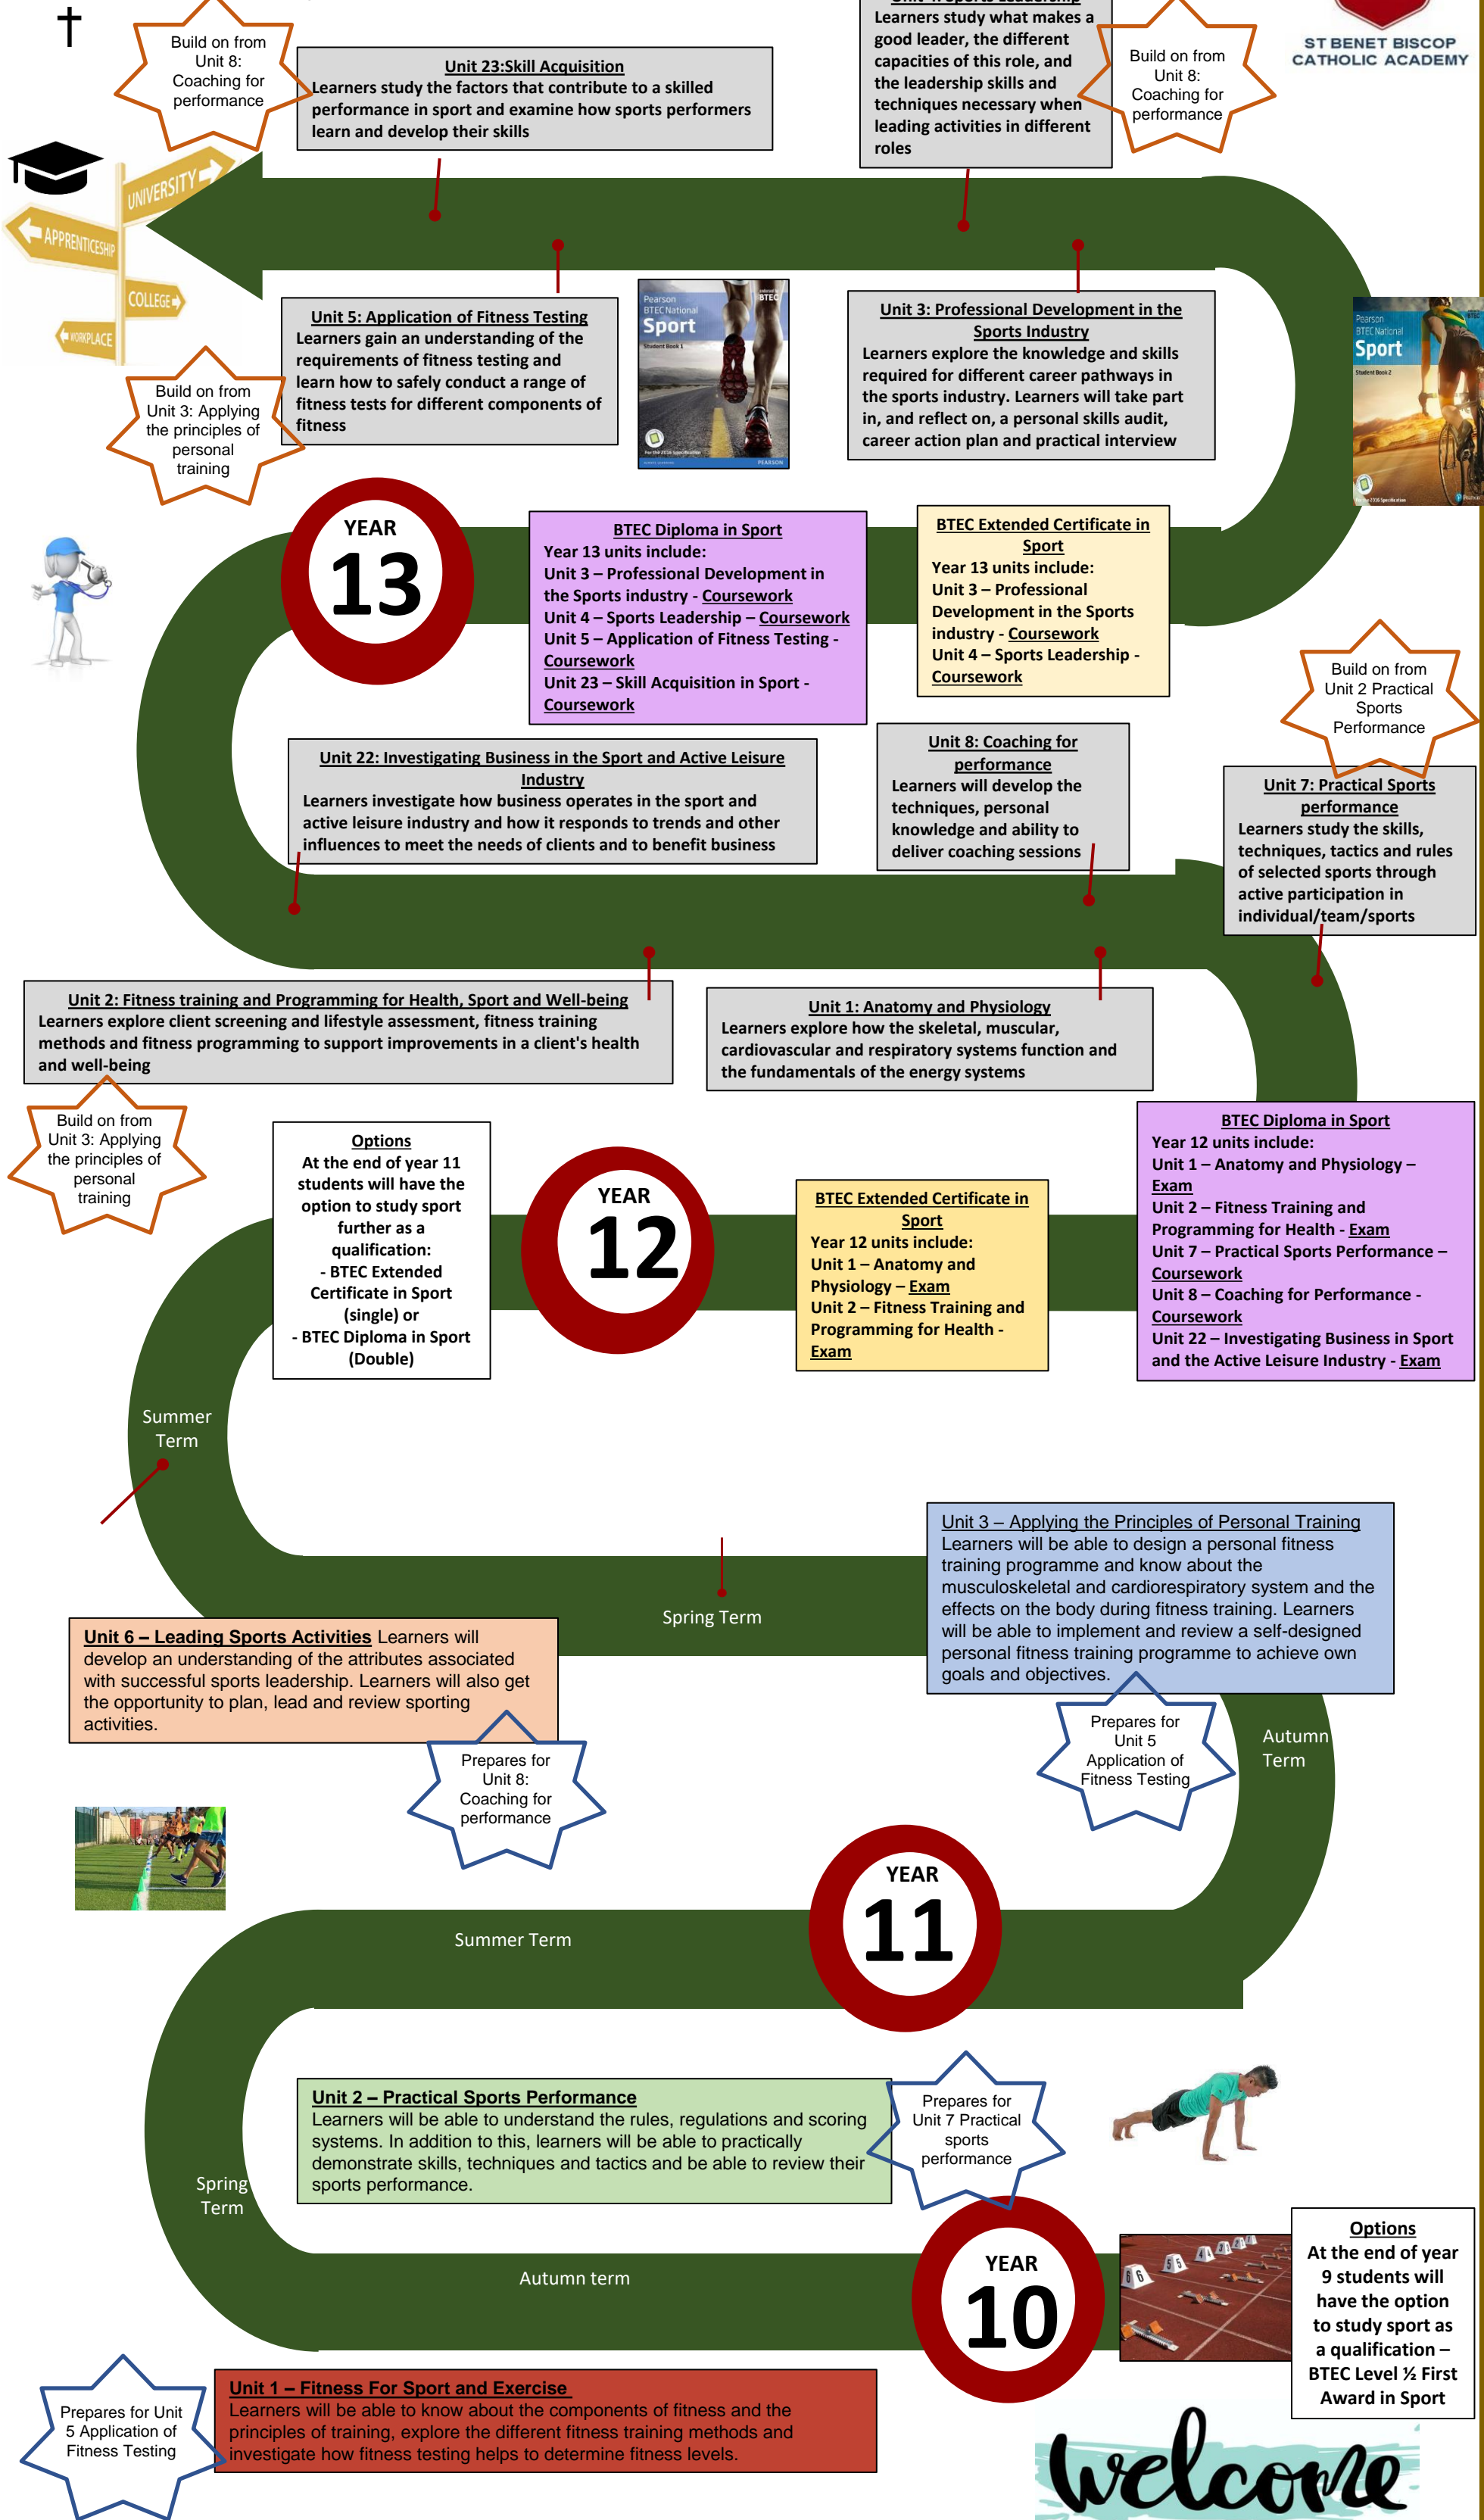 Unit 4: Sports Leadership
Learners study what makes a
good leader, the different
capacities of this role, and
the leadership skills and
techniques necessary when
leading activities in different
roles
Build on from
Unit 8:
Coaching for
performance
ST BENET BISCOP
CATHOLIC ACADEMY
Build on from
Unit 8:
Coaching for
performance
Unit 23:Skill Acquisition
Learners study the factors that contribute to a skilled
performance in sport and examine how sports performers
learn and develop their skills
UNIVERSITY
APPRENTICESHIP
COLLEGE
WORKPLACE
Unit 5: Application of Fitness Testing
Learners gain an understanding of the
requirements of fitness testing and
learn how to safely conduct a range of
fitness tests for different components of
fitness
Pearson
BTEC National
Sport
Student Book 1
BTEC
For the 2016 Specification
PEARSON
Unit 3: Professional Development in the
Sports Industry
Learners explore the knowledge and skills
required for different career pathways in
the sports industry. Learners will take part
in, and reflect on, a personal skills audit,
career action plan and practical interview
Pearson
BTEC National
Sport
Student Book 2
Build on from
Unit 3: Applying
the principles of
personal
training
YEAR
13
BTEC Diploma in Sport
Year 13 units include:
Unit 3 – Professional Development in
the Sports industry - Coursework
Unit 4 – Sports Leadership – Coursework
Unit 5 – Application of Fitness Testing -
Coursework
Unit 23 – Skill Acquisition in Sport -
Coursework
BTEC Extended Certificate in
Sport
Year 13 units include:
Unit 3 – Professional
Development in the Sports
industry - Coursework
Unit 4 – Sports Leadership -
Coursework
Build on from
Unit 2 Practical
Sports
Performance
Unit 22: Investigating Business in the Sport and Active Leisure
Industry
Learners investigate how business operates in the sport and
active leisure industry and how it responds to trends and other
influences to meet the needs of clients and to benefit business
Unit 8: Coaching for
performance
Learners will develop the
techniques, personal
knowledge and ability to
deliver coaching sessions
Unit 7: Practical Sports
performance
Learners study the skills,
techniques, tactics and rules
of selected sports through
active participation in
individual/team/sports
Unit 2: Fitness training and Programming for Health, Sport and Well-being
Learners explore client screening and lifestyle assessment, fitness training
methods and fitness programming to support improvements in a client's health
and well-being
Unit 1: Anatomy and Physiology
Learners explore how the skeletal, muscular,
cardiovascular and respiratory systems function and
the fundamentals of the energy systems
Build on from
Unit 3: Applying
the principles of
personal
training
Options
At the end of year 11
students will have the
option to study sport
further as a
qualification:
- BTEC Extended
Certificate in Sport
(single) or
- BTEC Diploma in Sport
(Double)
YEAR
12
BTEC Extended Certificate in
Sport
Year 12 units include:
Unit 1 – Anatomy and
Physiology – Exam
Unit 2 – Fitness Training and
Programming for Health -
Exam
BTEC Diploma in Sport
Year 12 units include:
Unit 1 – Anatomy and Physiology –
Exam
Unit 2 – Fitness Training and
Programming for Health - Exam
Unit 7 – Practical Sports Performance –
Coursework
Unit 8 – Coaching for Performance -
Coursework
Unit 22 – Investigating Business in Sport
and the Active Leisure Industry - Exam
Summer
Term
Spring Term
Unit 3 – Applying the Principles of Personal Training
Learners will be able to design a personal fitness
training programme and know about the
musculoskeletal and cardiorespiratory system and the
effects on the body during fitness training. Learners
will be able to implement and review a self-designed
personal fitness training programme to achieve own
goals and objectives.
Unit 6 – Leading Sports Activities Learners will
develop an understanding of the attributes associated
with successful sports leadership. Learners will also get
the opportunity to plan, lead and review sporting
activities.
Prepares for
Unit 8:
Coaching for
performance
Prepares for
Unit 5
Application of
Fitness Testing
Autumn
Term
YEAR
11
Summer Term
Unit 2 – Practical Sports Performance
Learners will be able to understand the rules, regulations and scoring
systems. In addition to this, learners will be able to practically
demonstrate skills, techniques and tactics and be able to review their
sports performance.
Prepares for
Unit 7 Practical
sports
performance
Spring
Term
Autumn term
YEAR
10
6 6 5 5 4
Options
At the end of year
9 students will
have the option
to study sport as
a qualification –
BTEC Level ½ First
Award in Sport
Prepares for Unit
5 Application of
Fitness Testing
Unit 1 – Fitness For Sport and Exercise
Learners will be able to know about the components of fitness and the
principles of training, explore the different fitness training methods and
investigate how fitness testing helps to determine fitness levels.
welcome